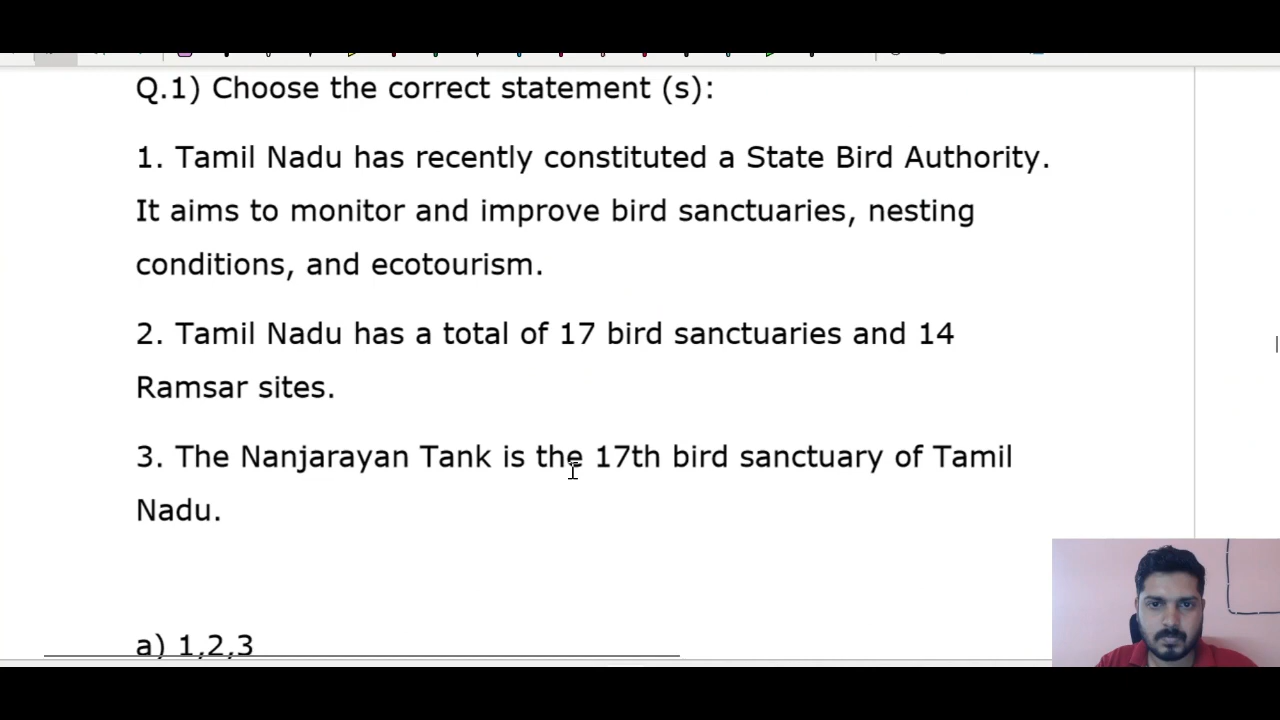 Q.1) Choose the correct statement (s):
1. Tamil Nadu has recently constituted a State Bird Authority.
It aims to monitor and improve bird sanctuaries, nesting
conditions, and ecotourism.
2. Tamil Nadu has a total of 17 bird sanctuaries and 14
Ramsar sites.
3. The Nanjarayan Tank is the 17th bird sanctuary of Tamil
Nadu.
a) 1,2,3